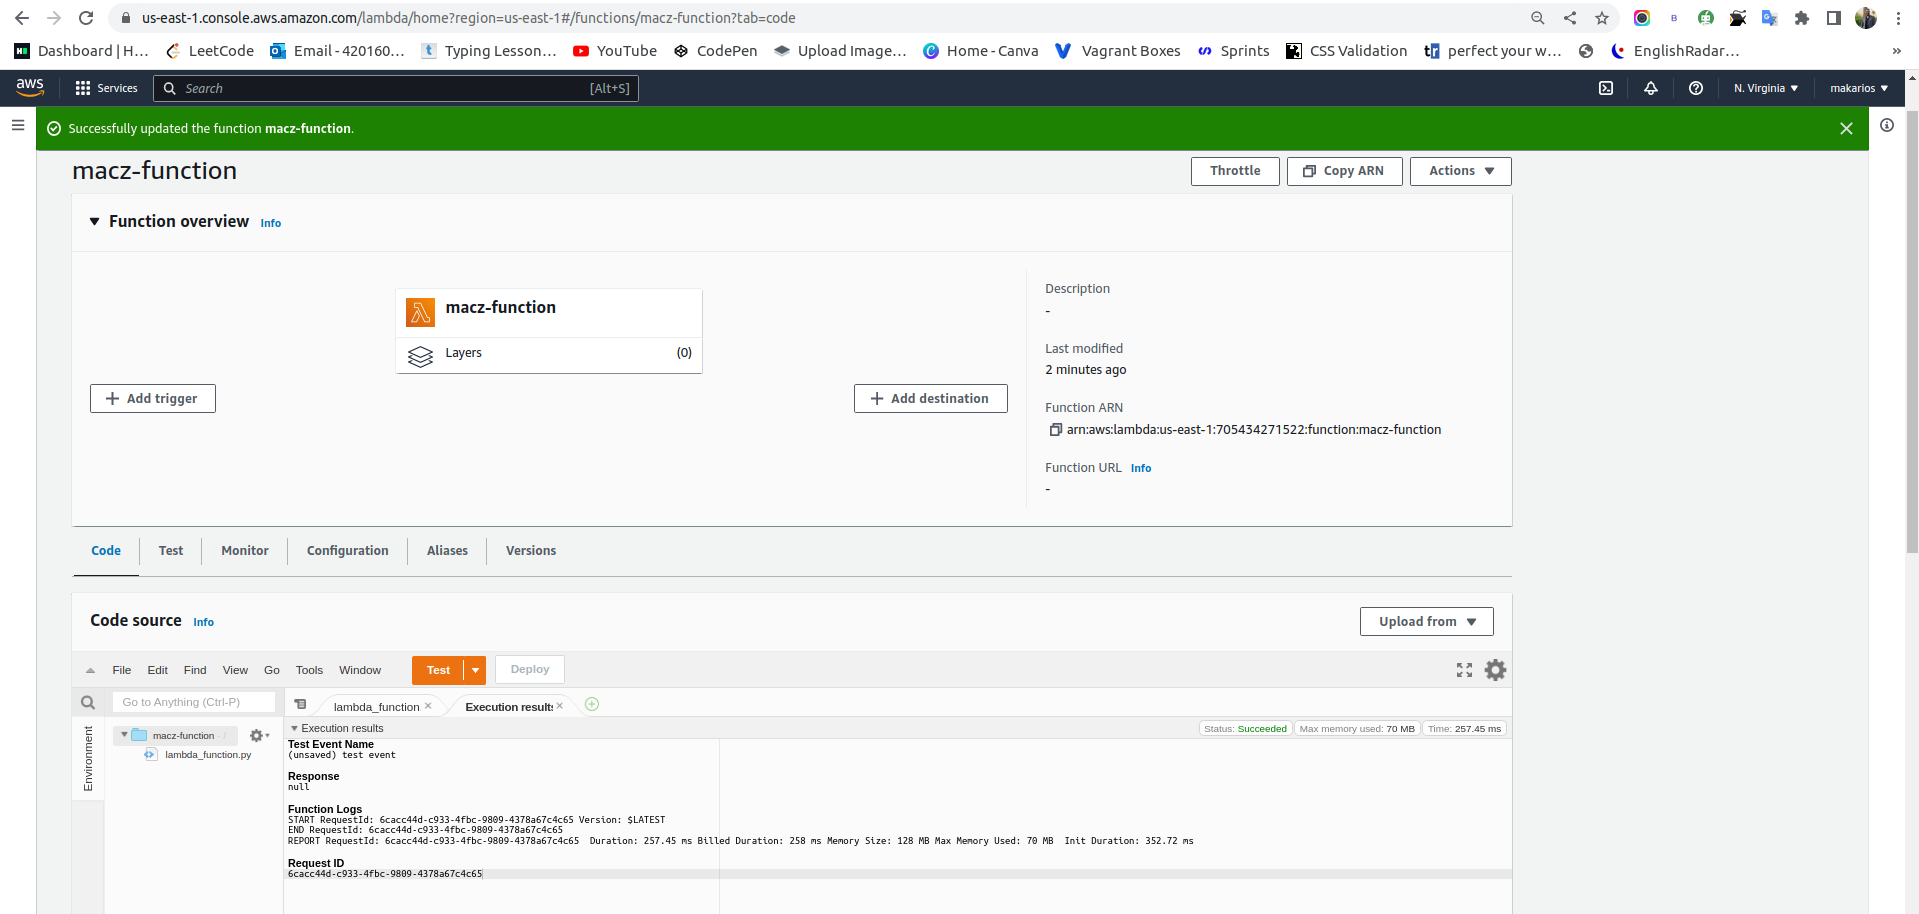 us-east-1.console.aws.amazon.com/lambda/home?region=us-east-1#/functions/macz-function?tab=code
Dashboard | H... LeetCode Email - 420160... Typing Lesson... YouTube CodePen Upload Image... Home - Canva Vagrant Boxes Sprints CSS Validation perfect your w... EnglishRadar... »
aws Services Search [Alt+S] N. Virginia makarios
Successfully updated the function macz-function.
macz-function Throttle Copy ARN Actions
Function overview Info
macz-function
Layers (0)
Add trigger
Add destination
Description
-
Last modified
2 minutes ago
Function ARN
arn:aws:lambda:us-east-1:705434271522:function:macz-function
Function URL Info
-
Code Test Monitor Configuration Aliases Versions
Code source Info Upload from
File Edit Find View Go Tools Window Test Deploy
Go to Anything (Ctrl-P) lambda_function Execution results
Environment
macz-function - /
lambda_function.py
Execution results Status: Succeeded Max memory used: 70 MB Time: 257.45 ms
Test Event Name
(unsaved) test event
Response
null
Function Logs
START RequestId: 6cacc44d-c933-4fbc-9809-4378a67c4c65 Version: $LATEST
END RequestId: 6cacc44d-c933-4fbc-9809-4378a67c4c65
REPORT RequestId: 6cacc44d-c933-4fbc-9809-4378a67c4c65 Duration: 257.45 ms Billed Duration: 258 ms Memory Size: 128 MB Max Memory Used: 70 MB Init Duration: 352.72 ms
Request ID
6cacc44d-c933-4fbc-9809-4378a67c4c65